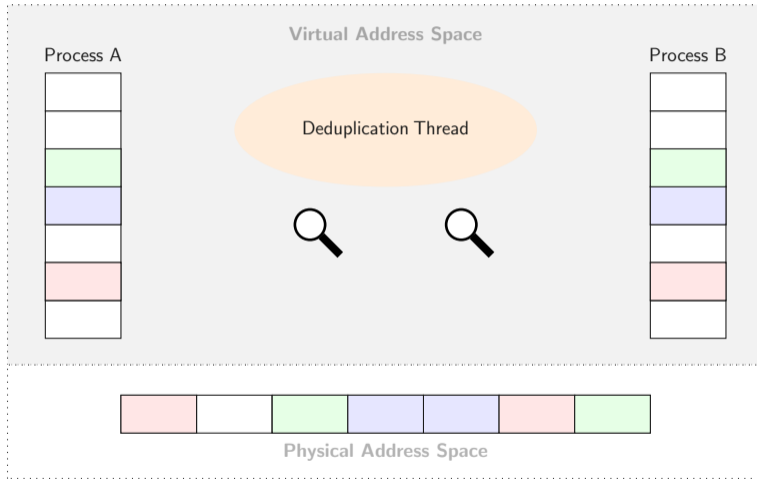 Virtual Address Space
Process A
Process B
Deduplication Thread
Physical Address Space